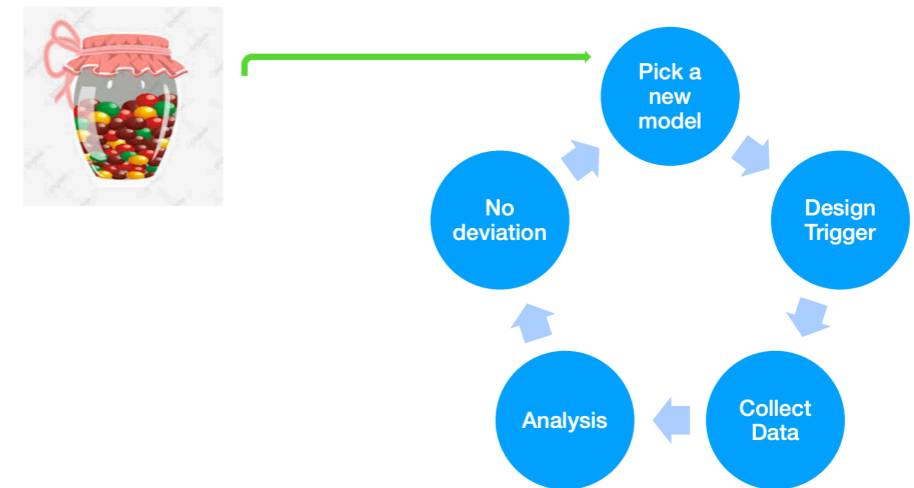 Pick a
new
model
Design
Trigger
Collect
Data
Analysis
No
deviation